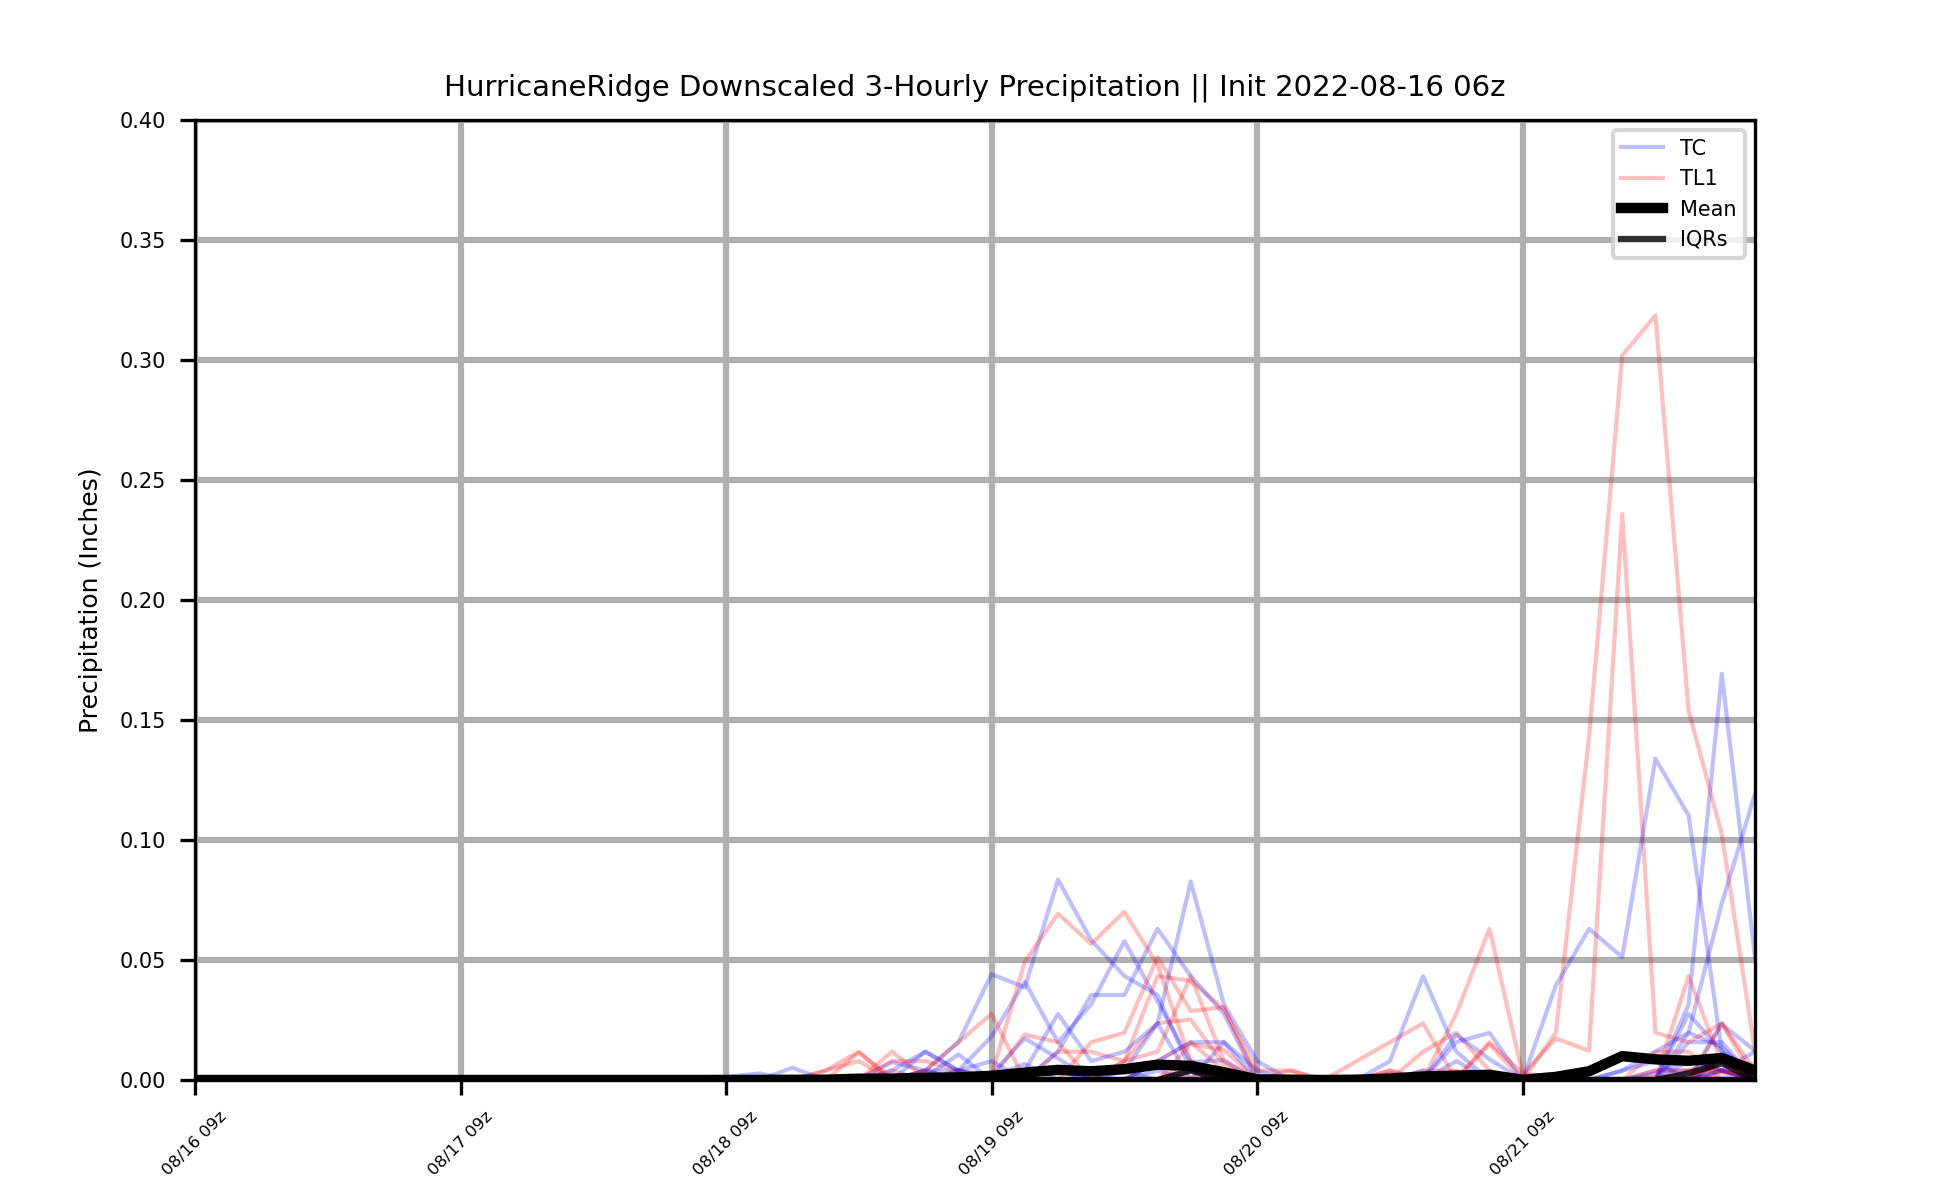 HurricaneRidge Downscaled 3-Hourly Precipitation || Init 2022-08-16 06z
Precipitation (Inches)
0.40
0.35
0.30
0.25
0.20
0.15
0.10
0.05
0.00
TC
TL1
Mean
IQRs
08/16 09z
08/17 09z
08/18 09z
08/19 09z
08/20 09z
08/21 09z